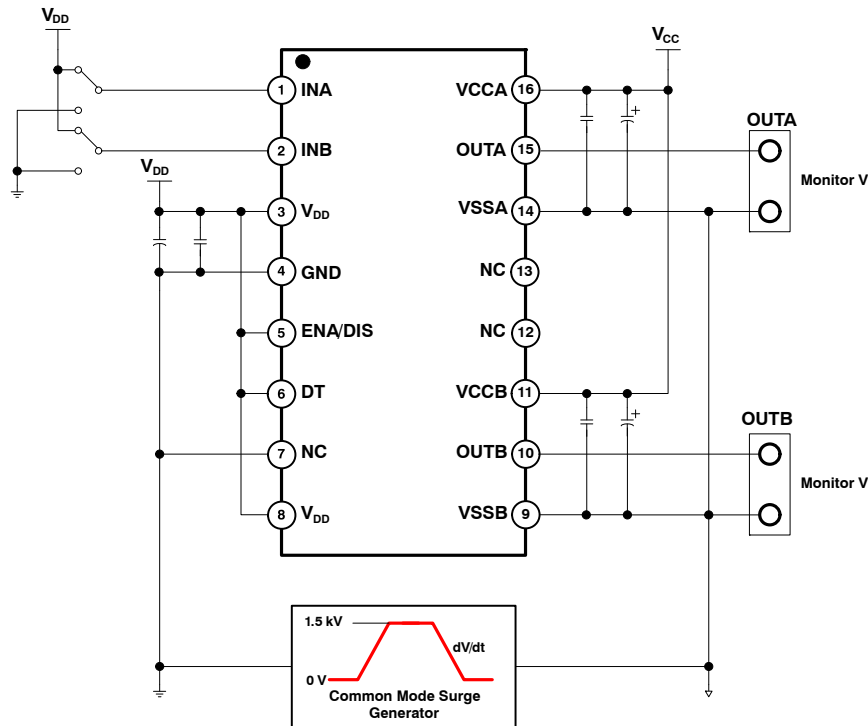 VDD
VCC
1 INA
VCCA 16
OUTA
2 INB
OUTA 15
Monitor V
VDD
3 VDD
VSSA 14
4 GND
NC 13
5 ENA/DIS
NC 12
6 DT
VCCB 11
OUTB
7 NC
OUTB 10
Monitor V
8 VDD
VSSB 9
+
+
1.5 kV
dV/dt
0 V
Common Mode Surge
Generator